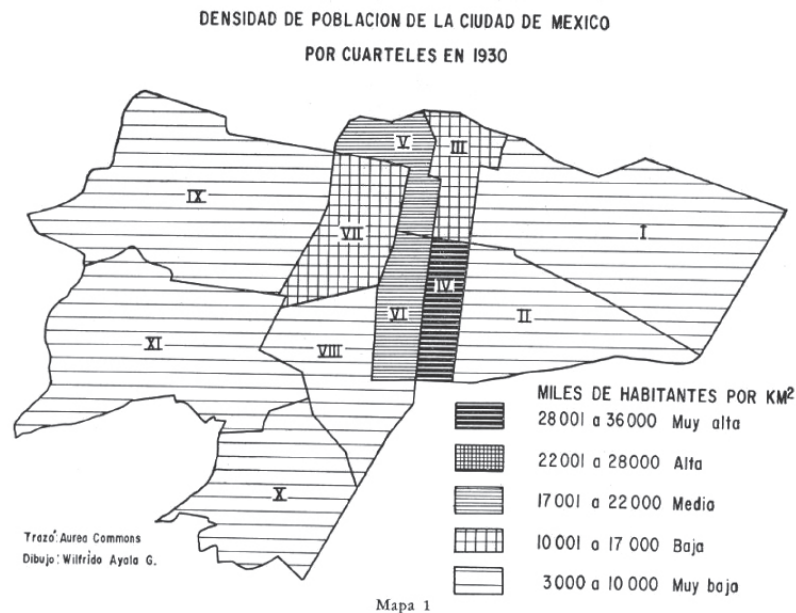 DENSIDAD DE POBLACION DE LA CIUDAD DE MEXICO
POR CUARTELES EN 1930
V
III
IX
VII
I
IV
VI
II
XI
VIII
X
MILES DE HABITANTES POR KM²
28 001 a 36 000 Muy alta
22 001 a 28 000 Alta
17 001 a 22 000 Media
10 001 a 17 000 Baja
3 000 a 10 000 Muy baja
Trazó: Aurea Commons
Dibujo: Wilfrido Ayala G.
Mapa 1